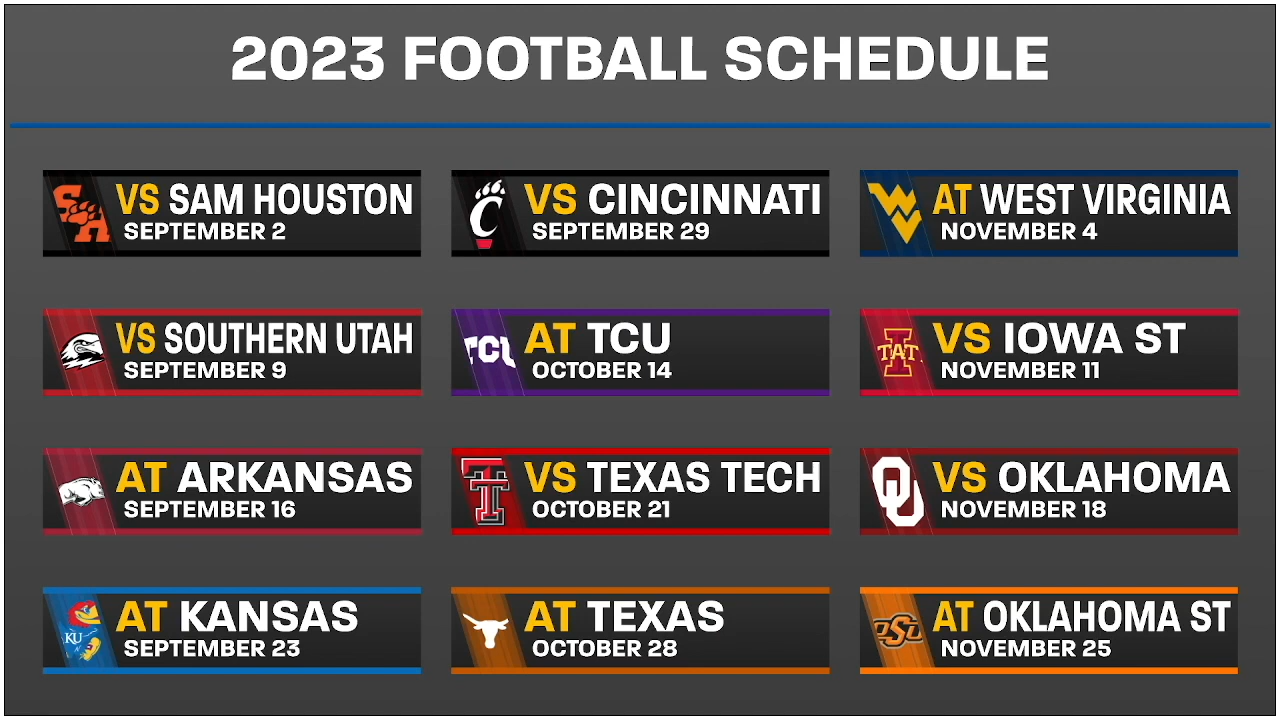 2023 FOOTBALL SCHEDULE
VS SAM HOUSTON
SEPTEMBER 2
VS SOUTHERN UTAH
SEPTEMBER 9
AT ARKANSAS
SEPTEMBER 16
KU
AT KANSAS
SEPTEMBER 23
VS CINCINNATI
SEPTEMBER 29
TCU
AT TCU
OCTOBER 14
VS TEXAS TECH
OCTOBER 21
AT TEXAS
OCTOBER 28
AT WEST VIRGINIA
NOVEMBER 4
VS IOWA ST
NOVEMBER 11
VS OKLAHOMA
NOVEMBER 18
OSU
AT OKLAHOMA ST
NOVEMBER 25